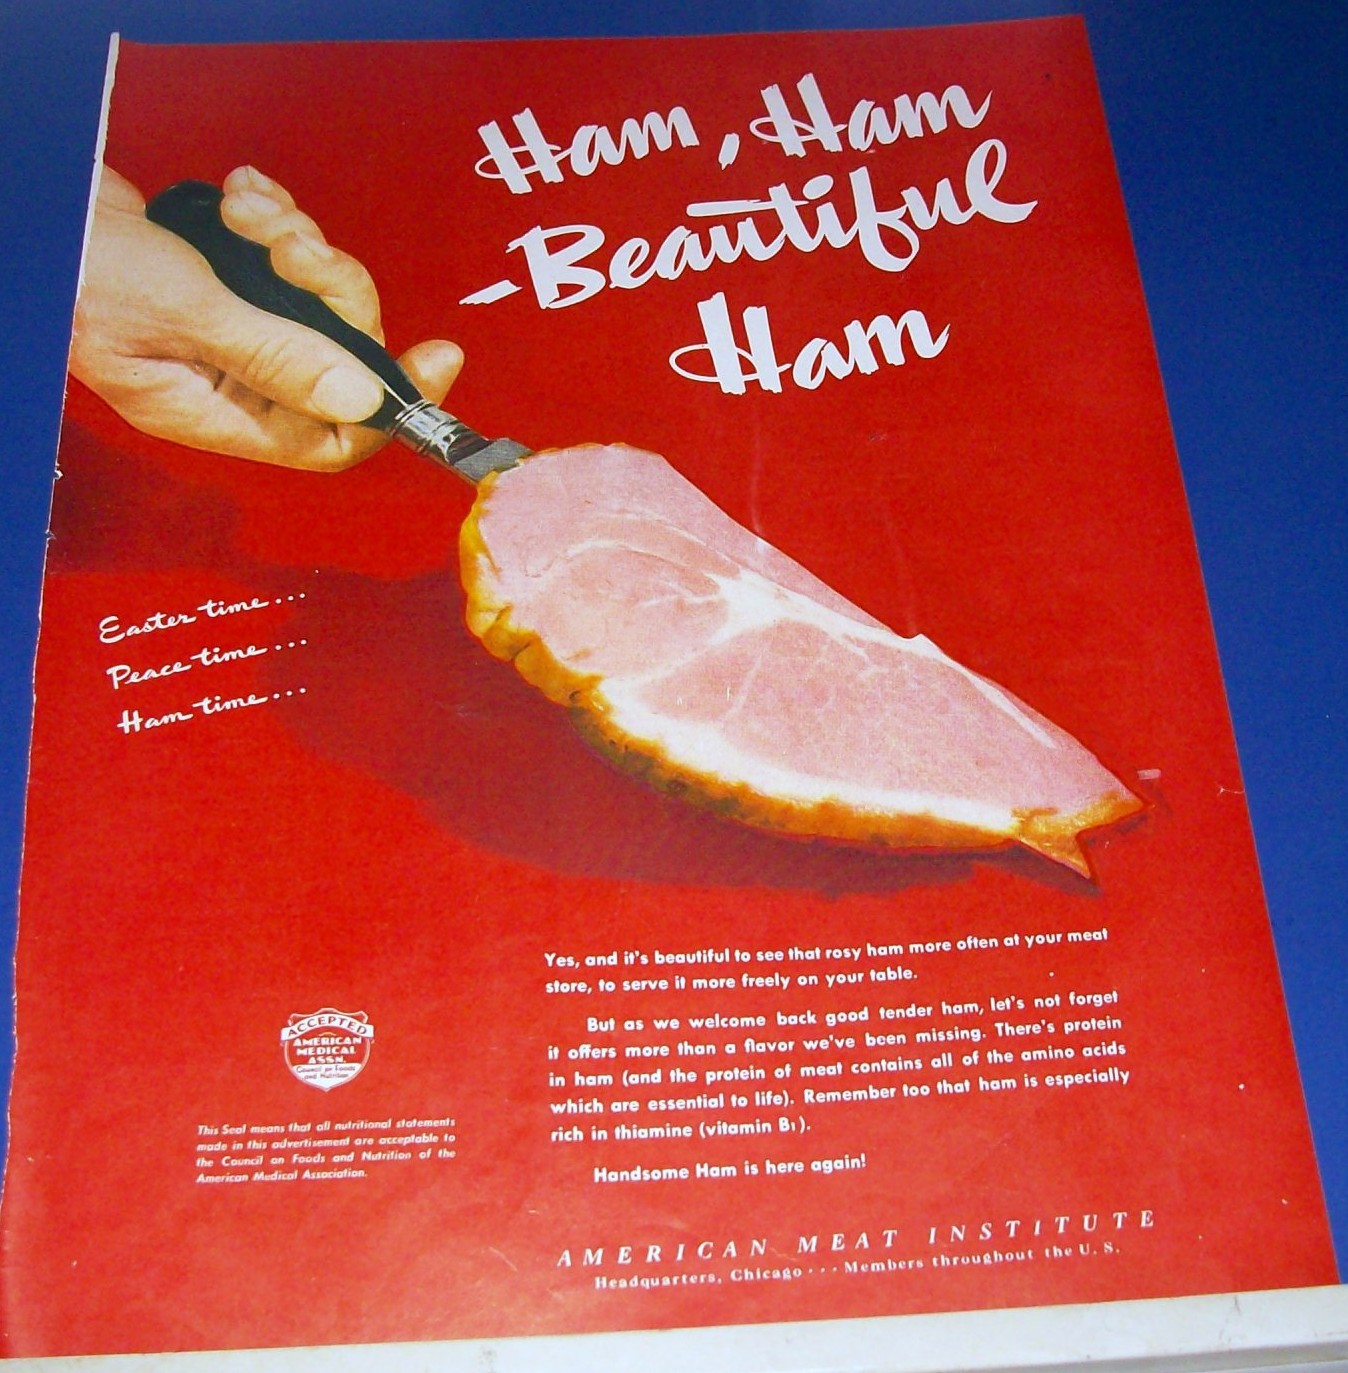 Ham, Ham
-Beautiful
Ham
Easter time...
Peace time...
Ham time...
Yes, and it's beautiful to see that rosy ham more often at your meat
store, to serve it more freely on your table.
But as we welcome back good tender ham, let's not forget
it offers more than a flavor we've been missing. There's protein
in ham (and the protein of meat contains all of the amino acids
which are essential to life). Remember too that ham is especially
rich in thiamine (vitamin B₁).
Handsome Ham is here again!
ACCEPTED
AMERICAN
MEDICAL
ASSN.
Council on Foods
and Nutrition
This Seal means that all nutritional statements
made in this advertisement are acceptable to
the Council on Foods and Nutrition of the
American Medical Association.
AMERICAN MEAT INSTITUTE
Headquarters, Chicago . . . Members throughout the U. S.